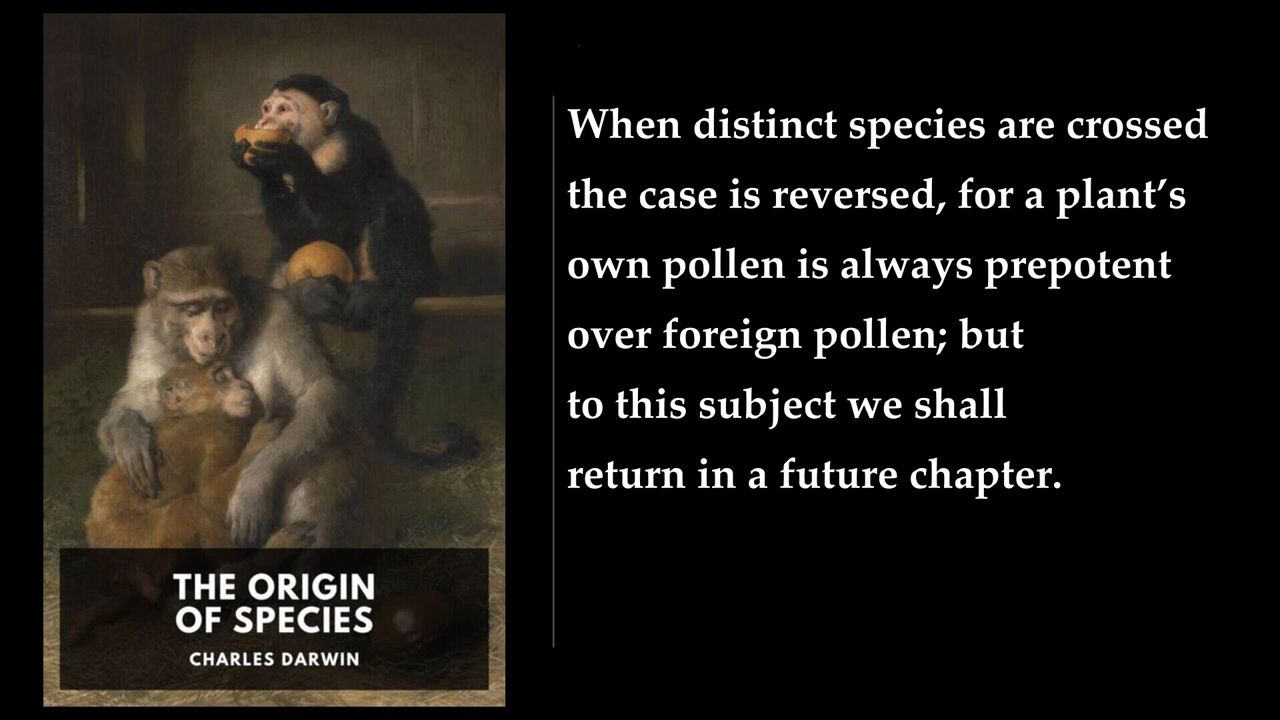 THE ORIGIN
OF SPECIES
CHARLES DARWIN
When distinct species are crossed
the case is reversed, for a plant’s
own pollen is always prepotent
over foreign pollen; but
to this subject we shall
return in a future chapter.